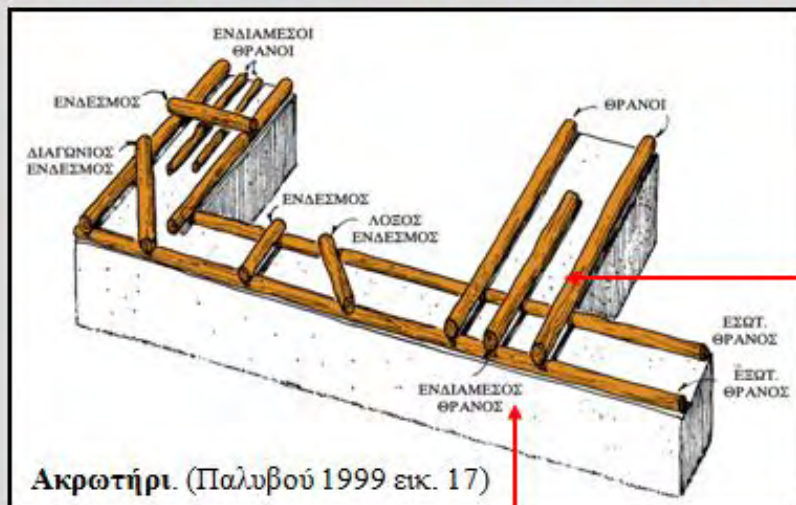 ΕΝΔΙΑΜΕΣΟΙ
ΘΡΑΝΟΙ
ΕΝΔΕΣΜΟΣ
ΔΙΑΓΩΝΙΟΣ
ΕΝΔΕΣΜΟΣ
ΕΝΔΕΣΜΟΣ
ΛΟΞΟΣ
ΕΝΔΕΣΜΟΣ
ΘΡΑΝΟΙ
ΕΣΩΤ.
ΘΡΑΝΟΣ
ΕΞΩΤ.
ΘΡΑΝΟΣ
ΕΝΔΙΑΜΕΣΟΣ
ΘΡΑΝΟΣ
Ακρωτήρι. (Παλυβού 1999 εικ. 17)